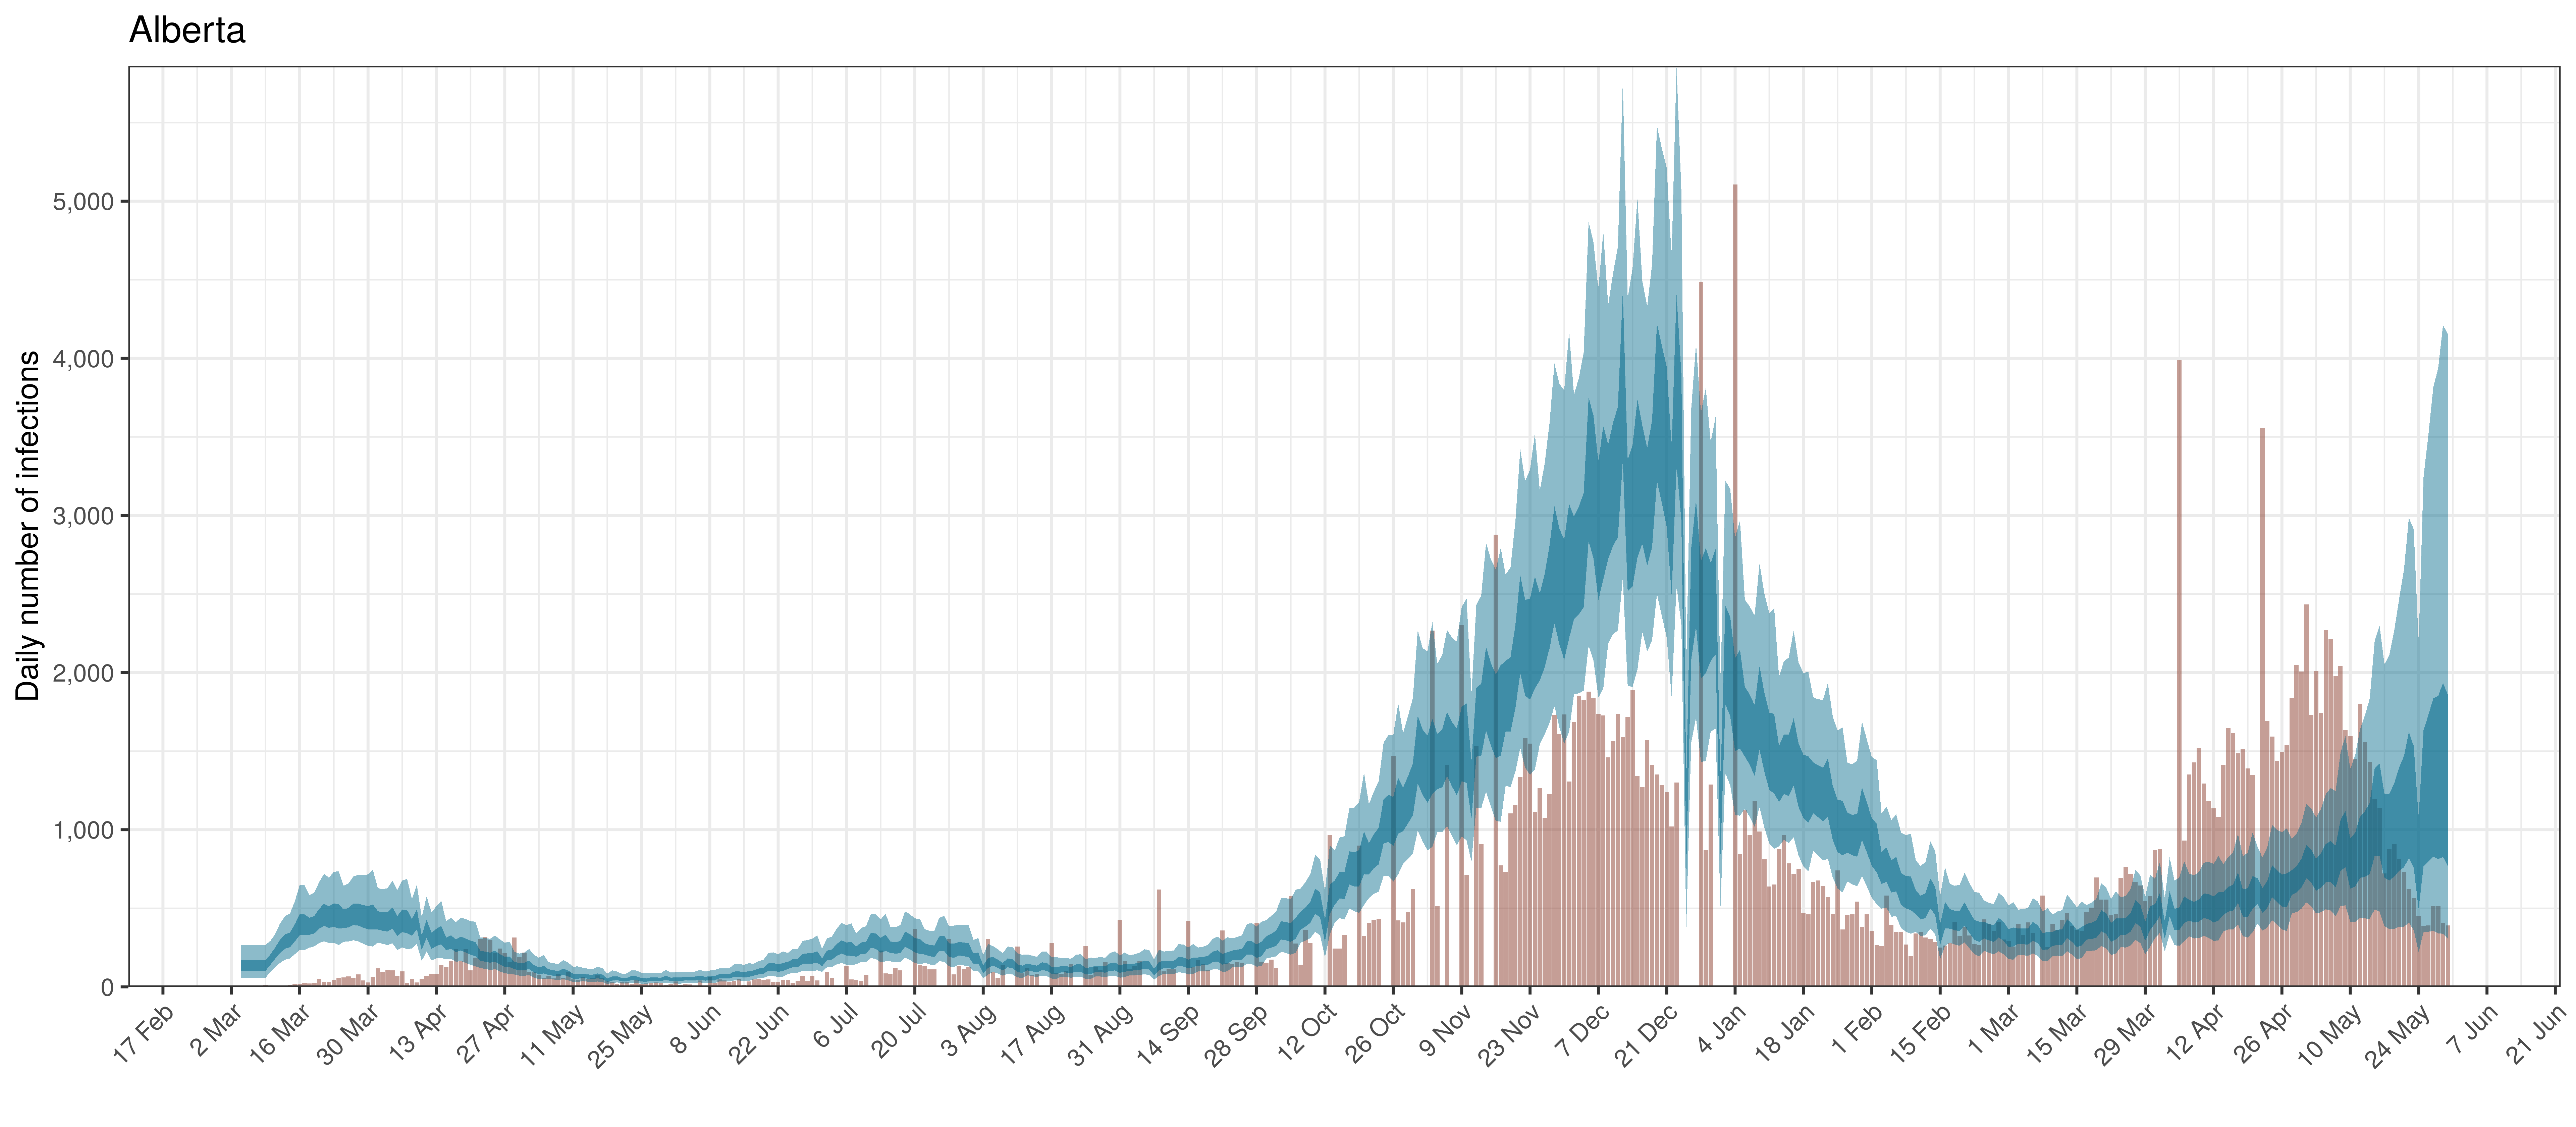 Alberta
Daily number of infections
5,000
4,000
3,000
2,000
1,000
0
17 Feb
2 Mar
16 Mar
30 Mar
13 Apr
27 Apr
11 May
25 May
8 Jun
22 Jun
6 Jul
20 Jul
3 Aug
17 Aug
31 Aug
14 Sep
28 Sep
12 Oct
26 Oct
9 Nov
23 Nov
7 Dec
21 Dec
4 Jan
18 Jan
1 Feb
15 Feb
1 Mar
15 Mar
29 Mar
12 Apr
26 Apr
10 May
24 May
7 Jun
21 Jun